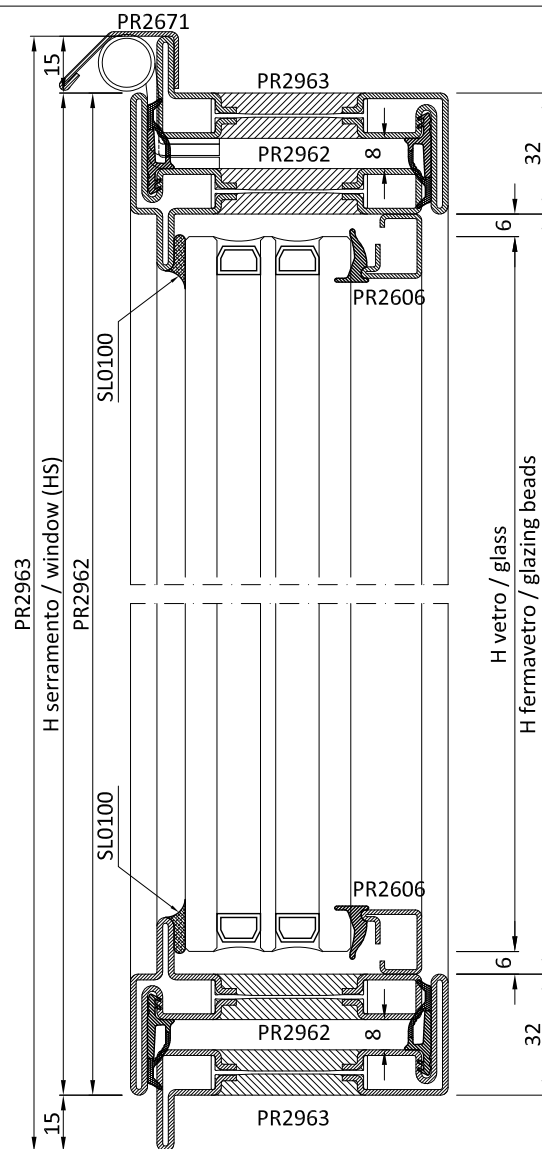 PR2671
15
PR2963
PR2962
8
32
6
PR2606
SL0100
PR2963
H serramento / window (HS)
PR2962
H vetro / glass
H fermavetro / glazing beads
SL0100
PR2606
6
PR2962
8
32
15
PR2963